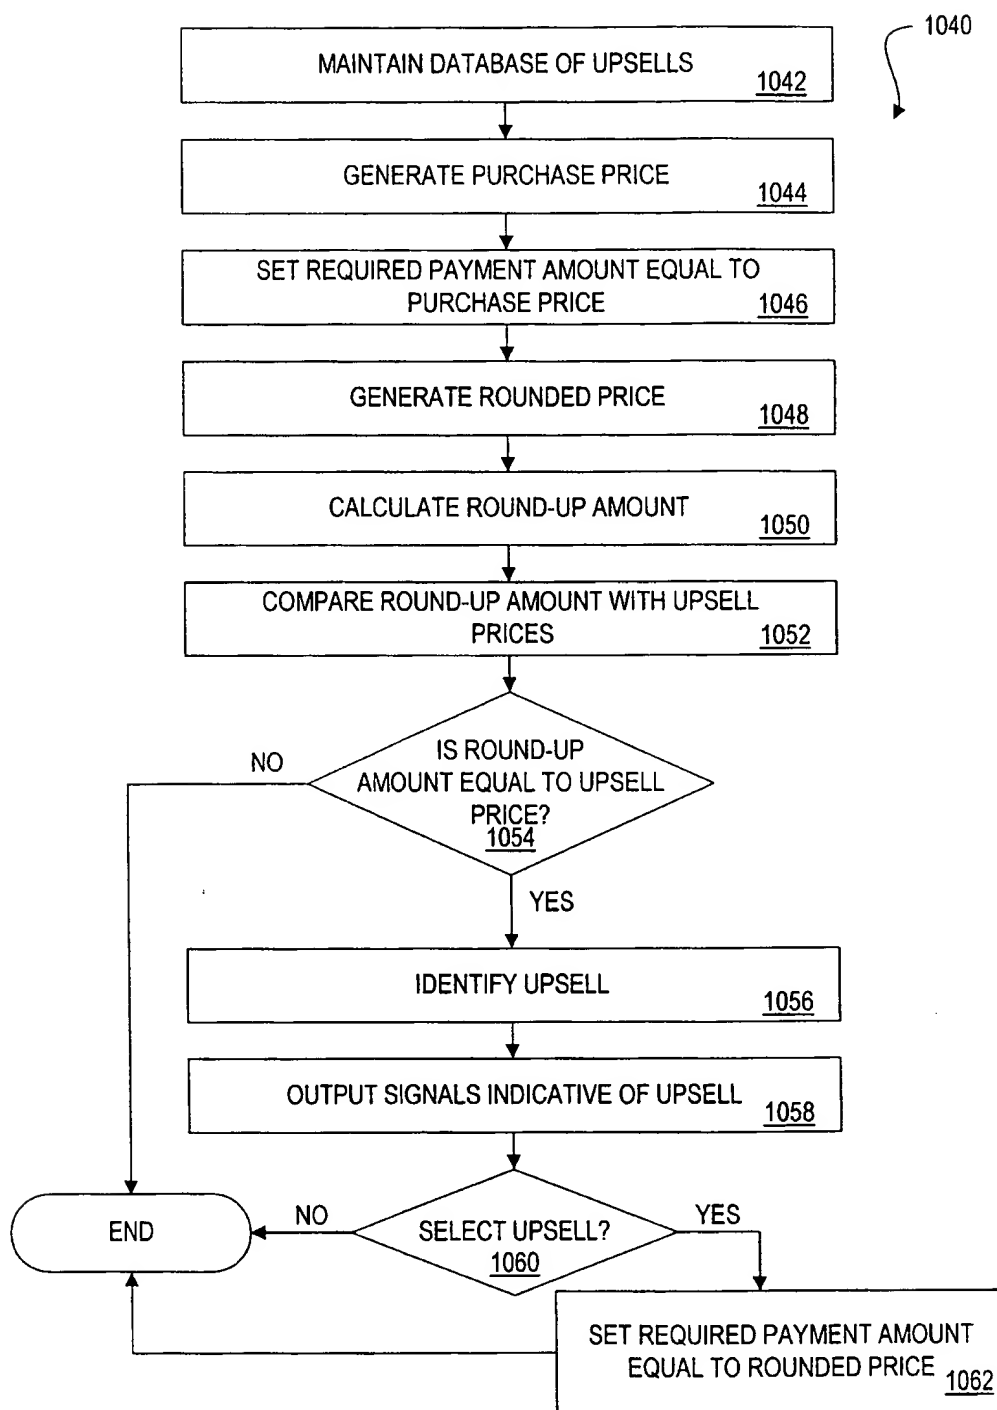 1040
MAINTAIN DATABASE OF UPSELLS
1042
GENERATE PURCHASE PRICE
1044
SET REQUIRED PAYMENT AMOUNT EQUAL TO
PURCHASE PRICE
1046
GENERATE ROUNDED PRICE
1048
CALCULATE ROUND-UP AMOUNT
1050
COMPARE ROUND-UP AMOUNT WITH UPSELL
PRICES
1052
IS ROUND-UP
AMOUNT EQUAL TO UPSELL
PRICE?
1054
NO
YES
IDENTIFY UPSELL
1056
OUTPUT SIGNALS INDICATIVE OF UPSELL
1058
SELECT UPSELL?
1060
NO
YES
END
SET REQUIRED PAYMENT AMOUNT
EQUAL TO ROUNDED PRICE
1062